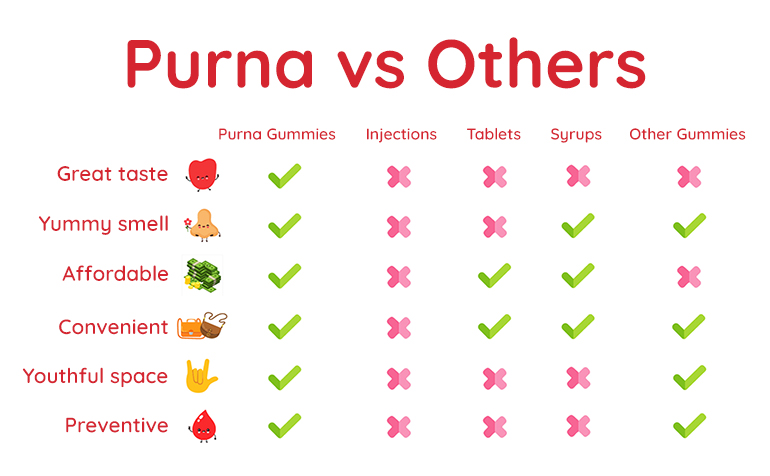 Purna vs Others
Purna Gummies Injections Tablets Syrups Other Gummies
Great taste
Yummy smell
Affordable
Convenient
Youthful space
Preventive